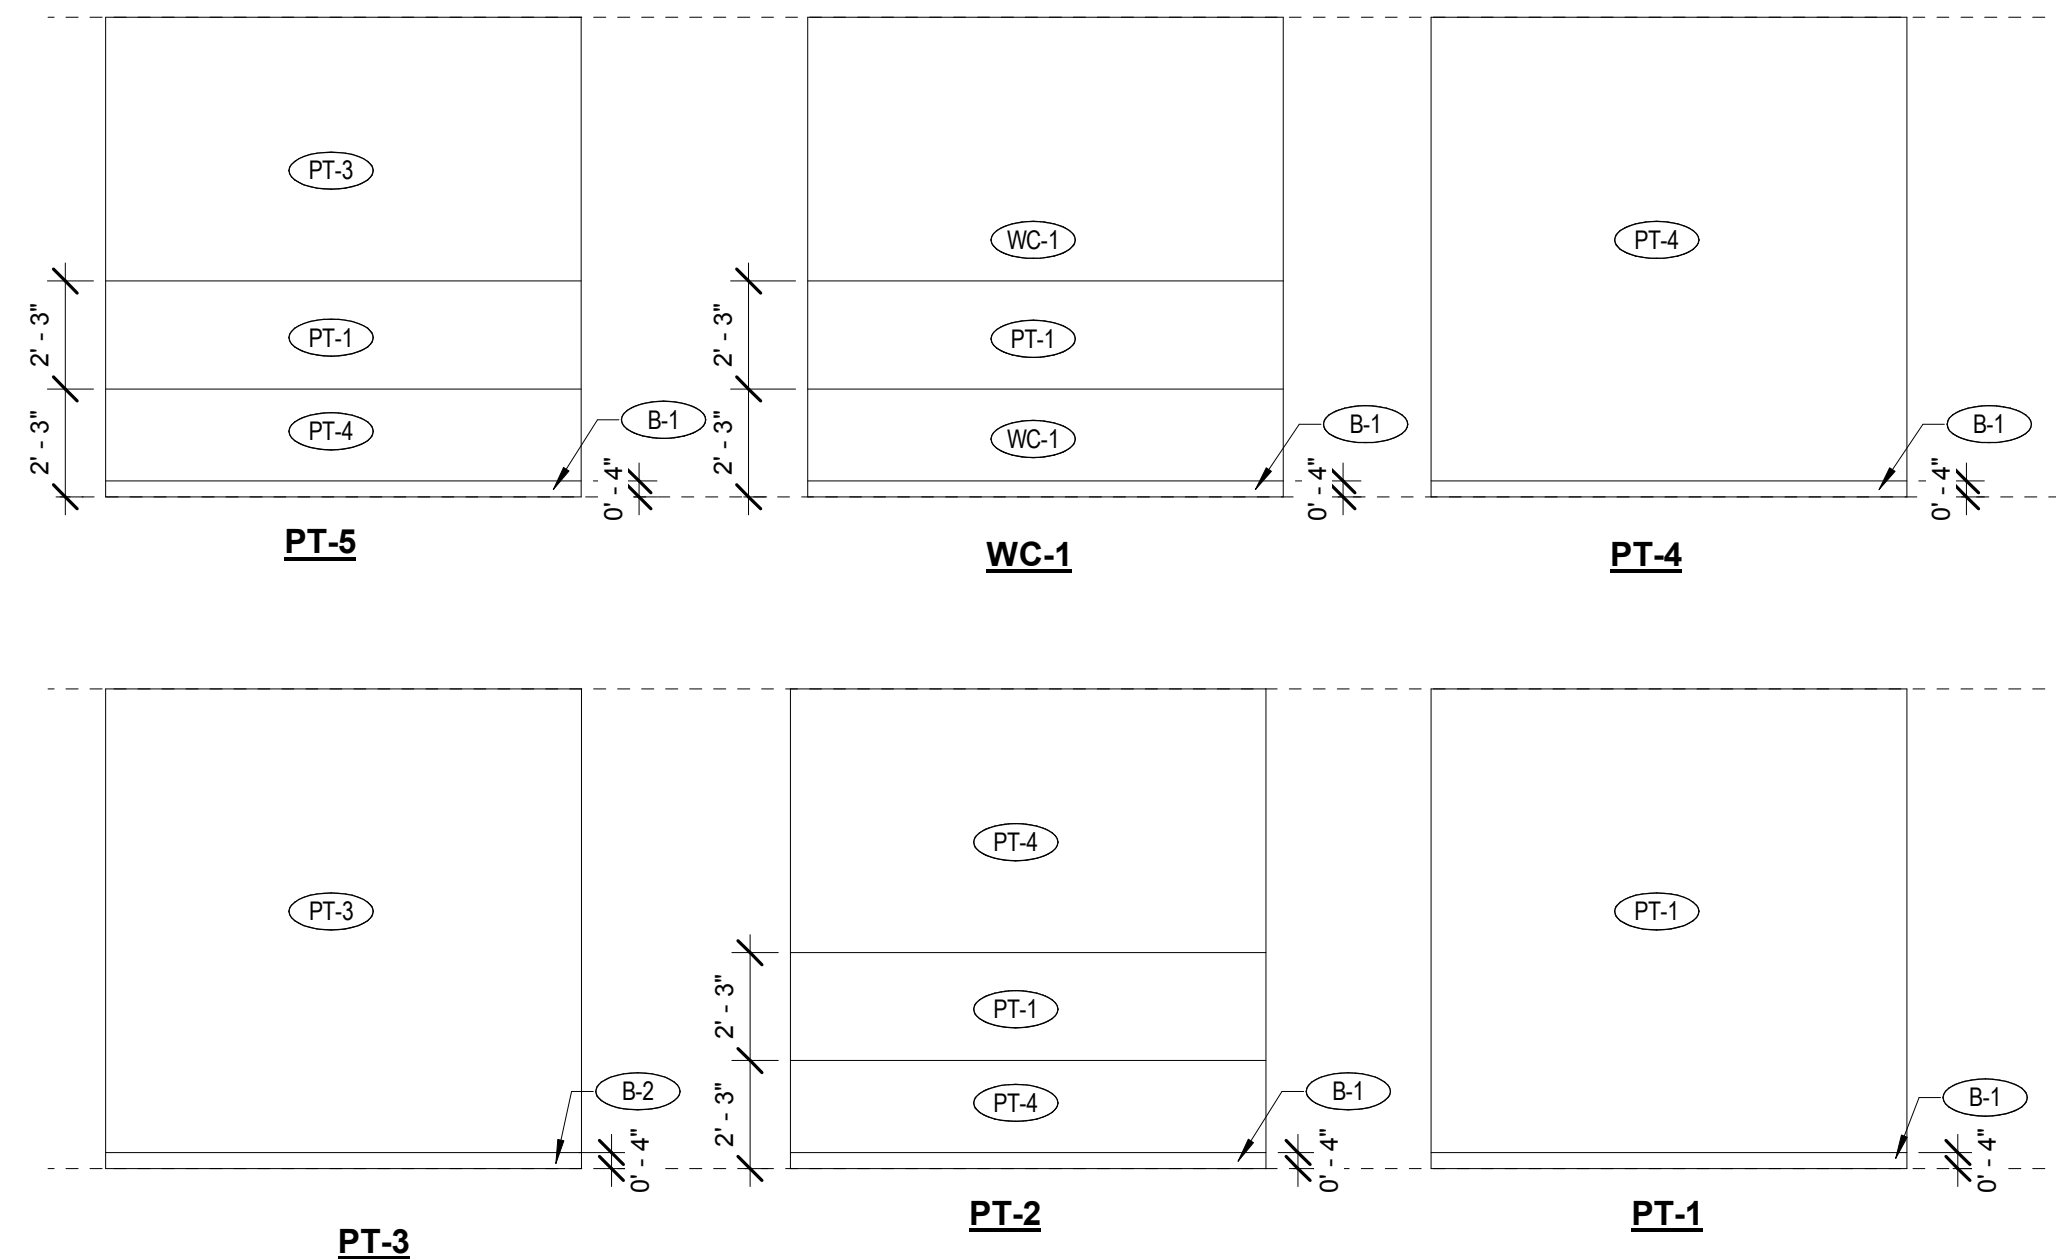 PT-3
WC-1
PT-4
2' - 3"
PT-1
2' - 3"
PT-1
2' - 3"
PT-4
B-1
2' - 3"
WC-1
B-1
B-1
0' - 4"
0' - 4"
0' - 4"
PT-5
WC-1
PT-4
PT-3
PT-4
PT-1
2' - 3"
PT-1
B-2
2' - 3"
PT-4
B-1
B-1
0' - 4"
0' - 4"
0' - 4"
PT-3
PT-2
PT-1